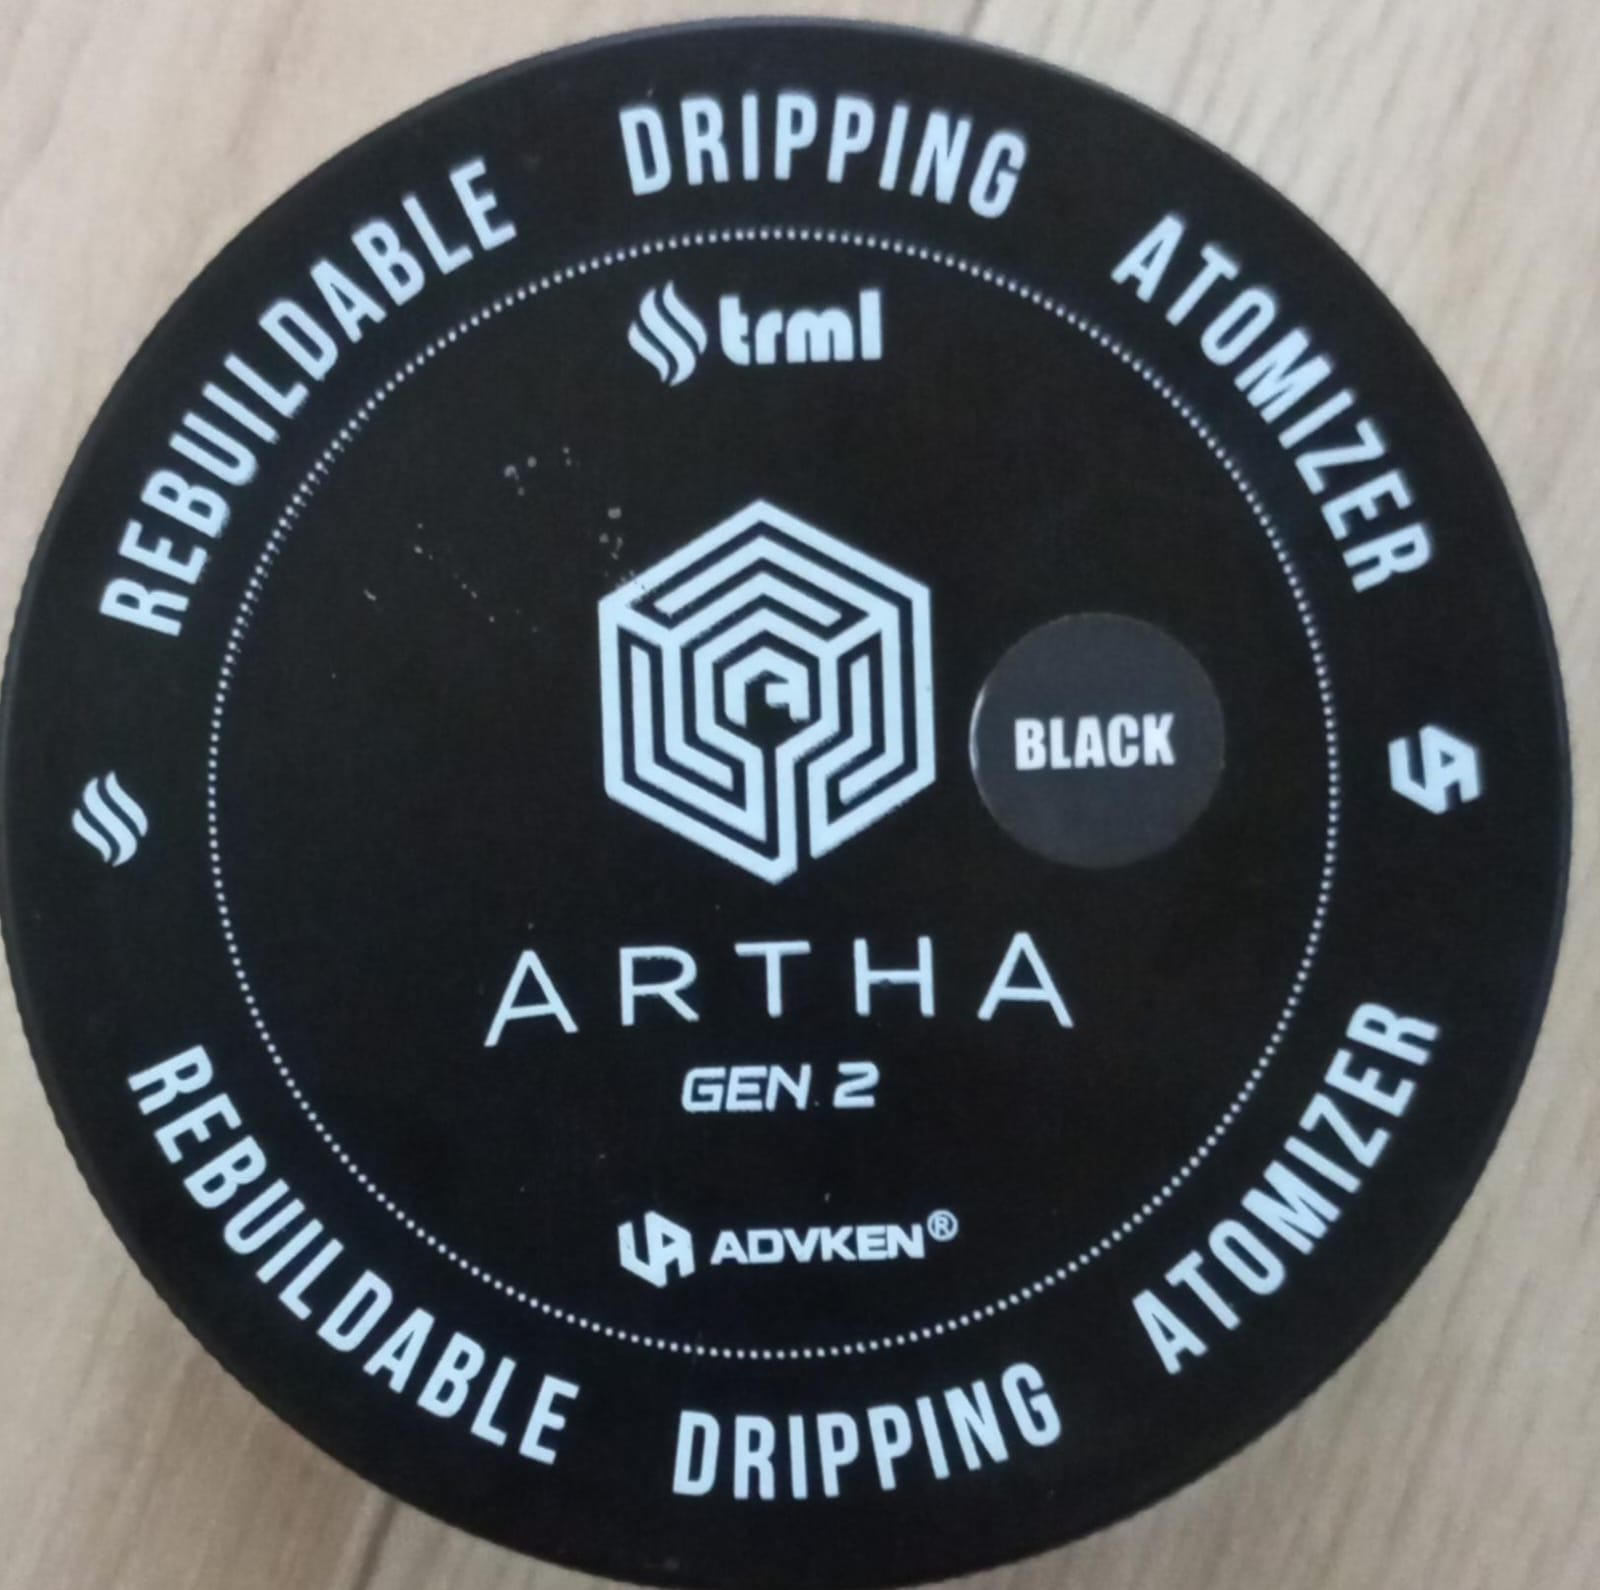 REBUILDABLE DRIPPING ATOMIZER
trml
BLACK
ARTHA
GEN 2
ADVKEN®
REBUILDABLE DRIPPING ATOMIZER